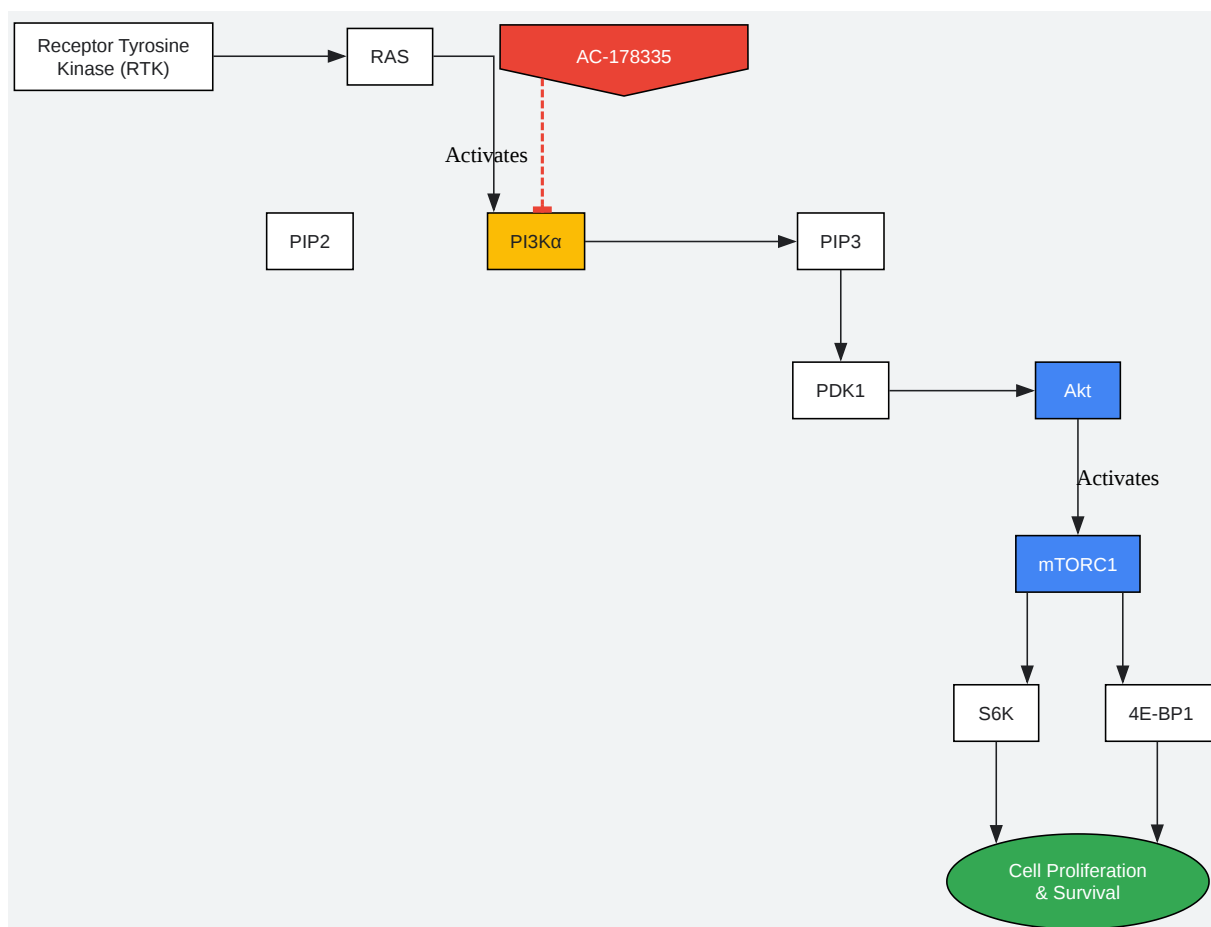 Receptor Tyrosine
Kinase (RTK)
RAS
AC-178335
Activates
PIP2
PI3Kα
PIP3
PDK1
Akt
Activates
mTORC1
S6K
4E-BP1
Cell Proliferation
& Survival